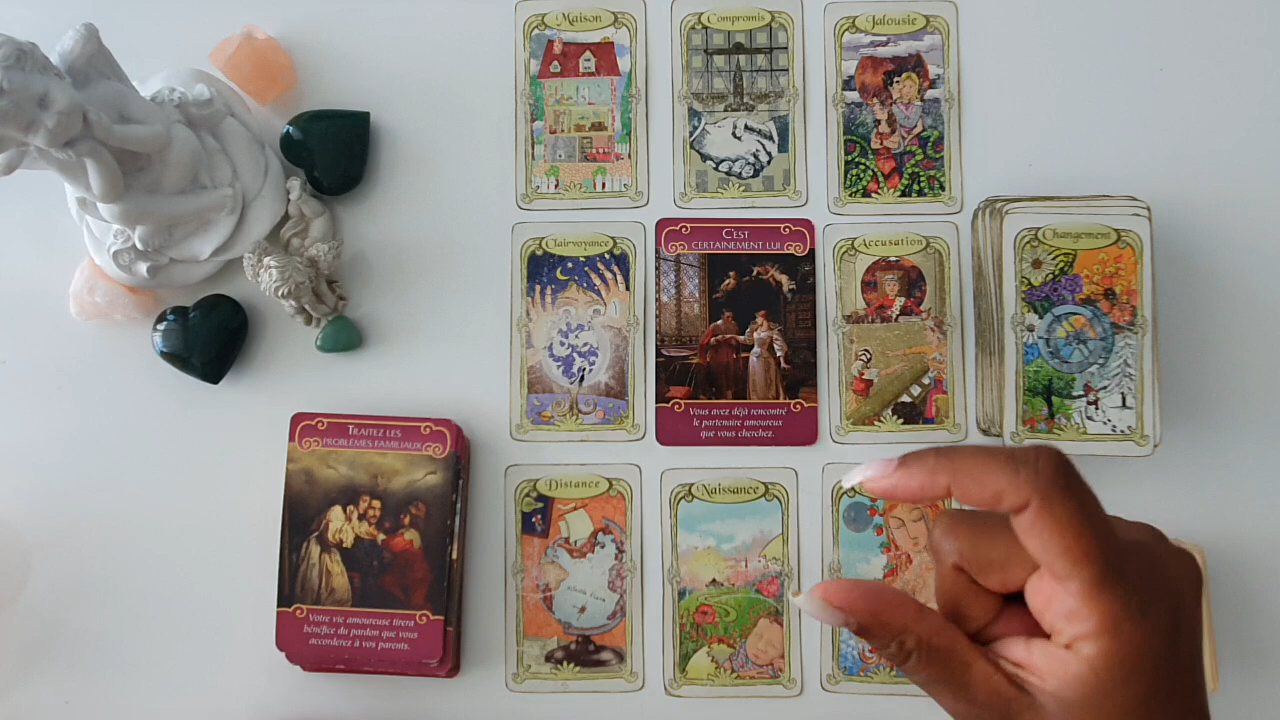 Maison
Compromis
Jalousie
Clairvoyance
C'EST
CERTAINEMENT LUI
Vous avez déjà rencontré
le partenaire amoureux
que vous cherchez.
Accusation
Changement
TRAITEZ LES
PROBLÈMES FAMILIAUX
Votre vie amoureuse tirera
bénéfice du pardon que vous
accorderez à vos parents.
Distance
Naissance